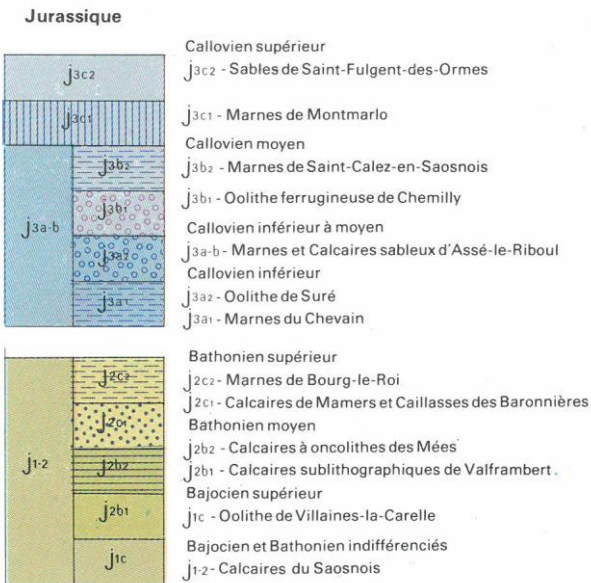 Jurassique
Callovien supérieur
j3c2
j3c2 - Sables de Saint-Fulgent-des-Ormes
j3c1
j3c1 - Marnes de Montmarlo
Callovien moyen
j3b2
j3b2 - Marnes de Saint-Calez-en-Saosnois
j3b1
j3b1 - Oolithe ferrugineuse de Chemilly
j3a-b
Callovien inférieur à moyen
j3a2
j3a-b - Marnes et Calcaires sableux d'Assé-le-Riboul
Callovien inférieur
j3a2 - Oolithe de Suré
j3a1
j3a1 - Marnes du Chevain
Bathonien supérieur
j2c2
j2c2 - Marnes de Bourg-le-Roi
j2c1 - Calcaires de Mamers et Caillasses des Baronnières
j2c1
Bathonien moyen
j2b2 - Calcaires à oncolithes des Mées
j1-2
j2b2
j2b1 - Calcaires sublithographiques de Valframbert.
Bajocien supérieur
j2b1
j1c - Oolithe de Villaines-la-Carelle
Bajocien et Bathonien indifférenciés
j1c
j1-2 - Calcaires du Saosnois